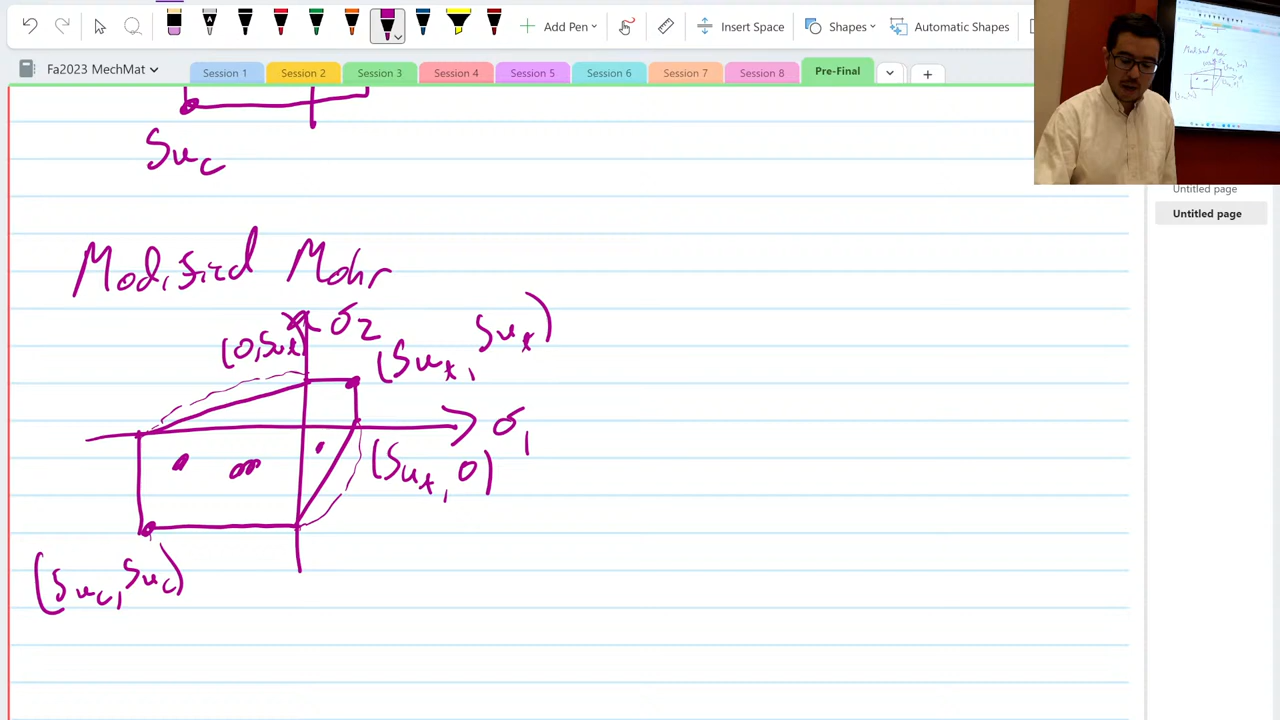 Add Pen
Insert Space
Shapes
Automatic Shapes
Fa2023 MechMat
Session 1
Session 2
Session 3
Session 4
Session 5
Session 6
Session 7
Session 8
Pre-Final
Untitled page
Untitled page
Suc
Modified Mohr
σ2
(0, Sut)
(Sut, Sut)
σ1
(Sut, 0)
(Suc, Suc)